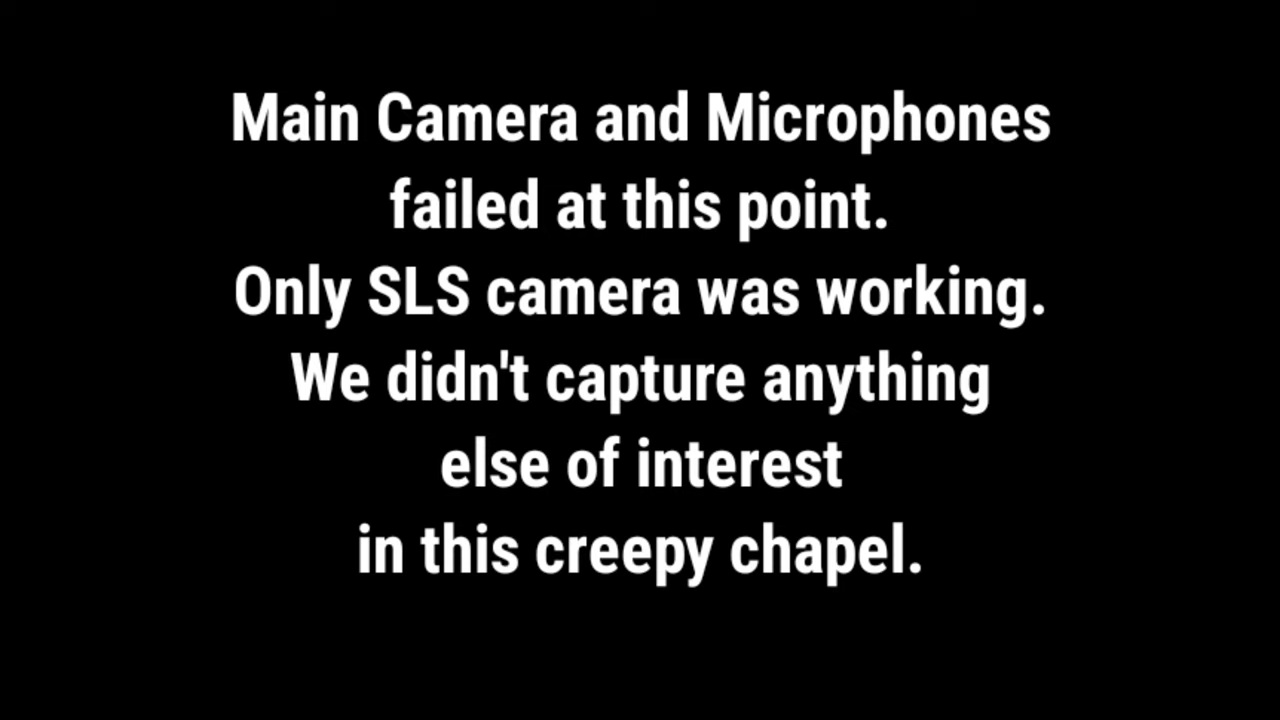 Main Camera and Microphones
failed at this point.
Only SLS camera was working.
We didn't capture anything
else of interest
in this creepy chapel.